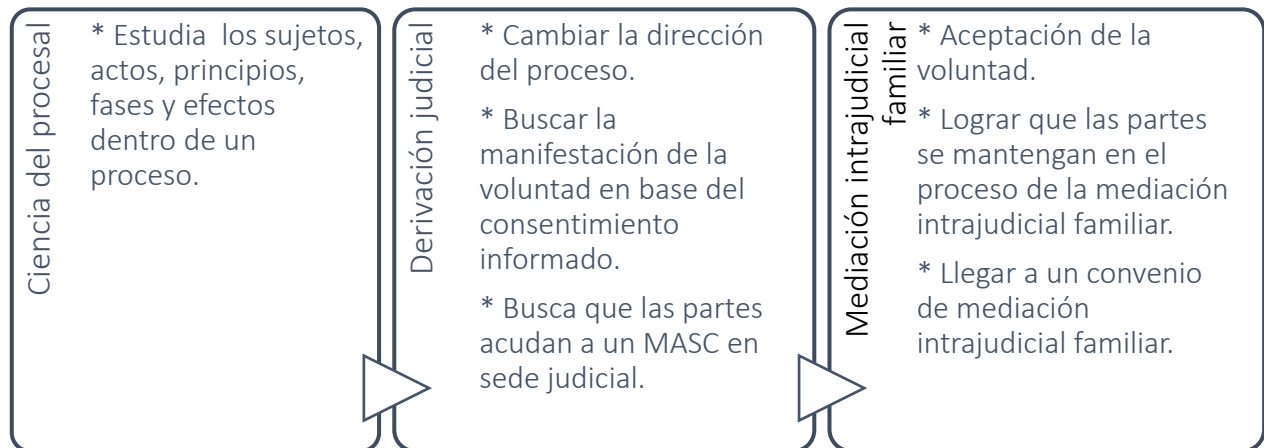 Ciencia del procesal
* Estudia los sujetos,
actos, principios,
fases y efectos
dentro de un
proceso.
Derivación judicial
* Cambiar la dirección
del proceso.
* Buscar la
manifestación de la
voluntad en base del
consentimiento
informado.
* Busca que las partes
acudan a un MASC en
sede judicial.
Mediación intrajudicial
familiar
* Aceptación de la
voluntad.
* Lograr que las partes
se mantengan en el
proceso de la mediación
intrajudicial familiar.
* Llegar a un convenio
de mediación
intrajudicial familiar.